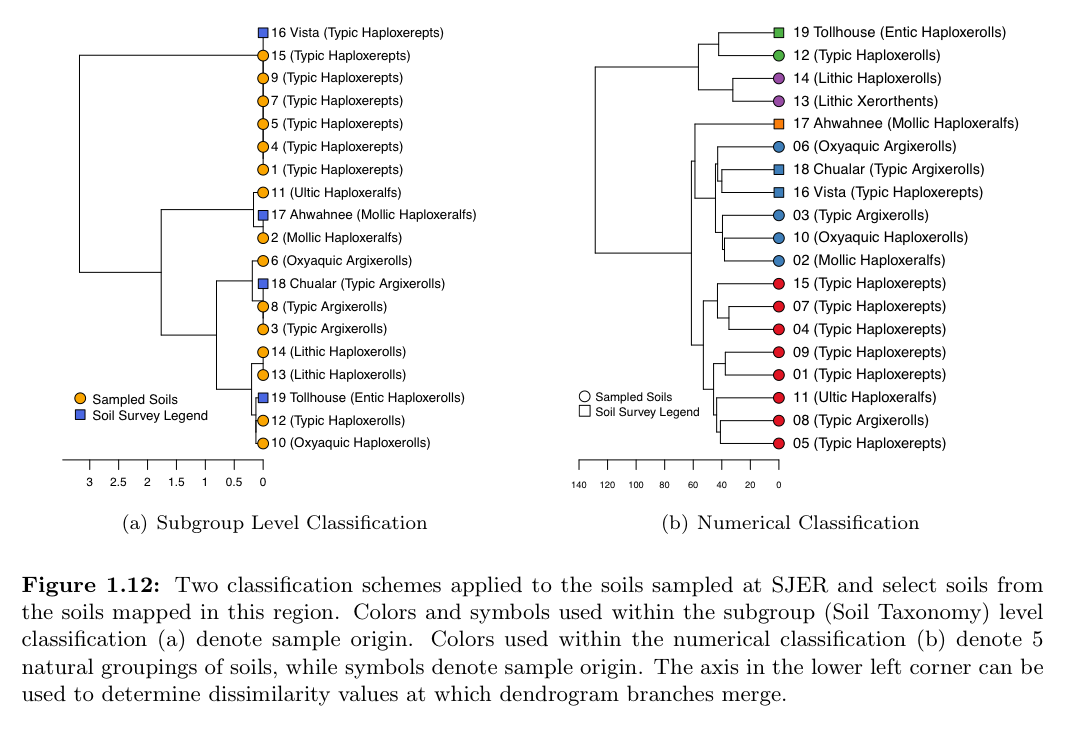 16 Vista (Typic Haploxerepts)
15 (Typic Haploxerepts)
9 (Typic Haploxerepts)
7 (Typic Haploxerepts)
5 (Typic Haploxerepts)
4 (Typic Haploxerepts)
1 (Typic Haploxerepts)
11 (Ultic Haploxeralfs)
17 Ahwahnee (Mollic Haploxeralfs)
2 (Mollic Haploxeralfs)
6 (Oxyaquic Argixerolls)
18 Chualar (Typic Argixerolls)
8 (Typic Argixerolls)
3 (Typic Argixerolls)
14 (Lithic Haploxerolls)
13 (Lithic Haploxerolls)
19 Tollhouse (Entic Haploxerolls)
12 (Typic Haploxerolls)
10 (Oxyaquic Haploxerolls)
Sampled Soils
Soil Survey Legend
3 2.5 2 1.5 1 0.5 0
(a) Subgroup Level Classification
19 Tollhouse (Entic Haploxerolls)
12 (Typic Haploxerolls)
14 (Lithic Haploxerolls)
13 (Lithic Xerorthents)
17 Ahwahnee (Mollic Haploxeralfs)
06 (Oxyaquic Argixerolls)
18 Chualar (Typic Argixerolls)
16 Vista (Typic Haploxerepts)
03 (Typic Argixerolls)
10 (Oxyaquic Haploxerolls)
02 (Mollic Haploxeralfs)
15 (Typic Haploxerepts)
07 (Typic Haploxerepts)
04 (Typic Haploxerepts)
09 (Typic Haploxerepts)
01 (Typic Haploxerepts)
11 (Ultic Haploxeralfs)
08 (Typic Argixerolls)
05 (Typic Haploxerepts)
Sampled Soils
Soil Survey Legend
140 120 100 80 60 40 20 0
(b) Numerical Classification
Figure 1.12: Two classification schemes applied to the soils sampled at SJER and select soils from
the soils mapped in this region. Colors and symbols used within the subgroup (Soil Taxonomy) level
classification (a) denote sample origin. Colors used within the numerical classification (b) denote 5
natural groupings of soils, while symbols denote sample origin. The axis in the lower left corner can be
used to determine dissimilarity values at which dendrogram branches merge.